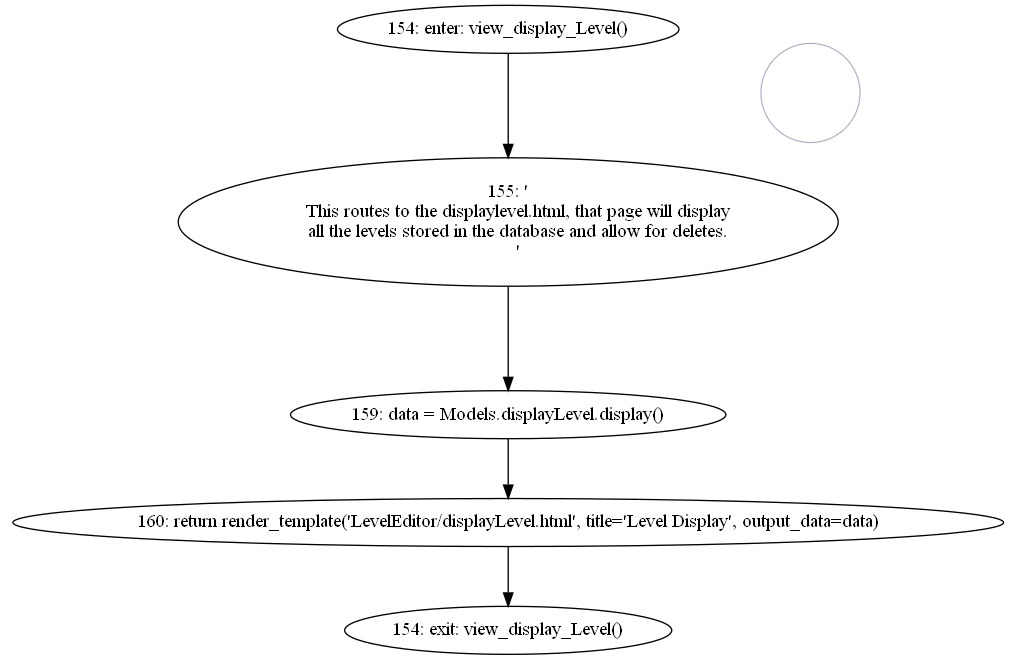 154: enter: view_display_Level()
155: '
This routes to the displaylevel.html, that page will display
all the levels stored in the database and allow for deletes.
'
159: data = Models.displayLevel.display()
160: return render_template('LevelEditor/displayLevel.html', title='Level Display', output_data=data)
154: exit: view_display_Level()